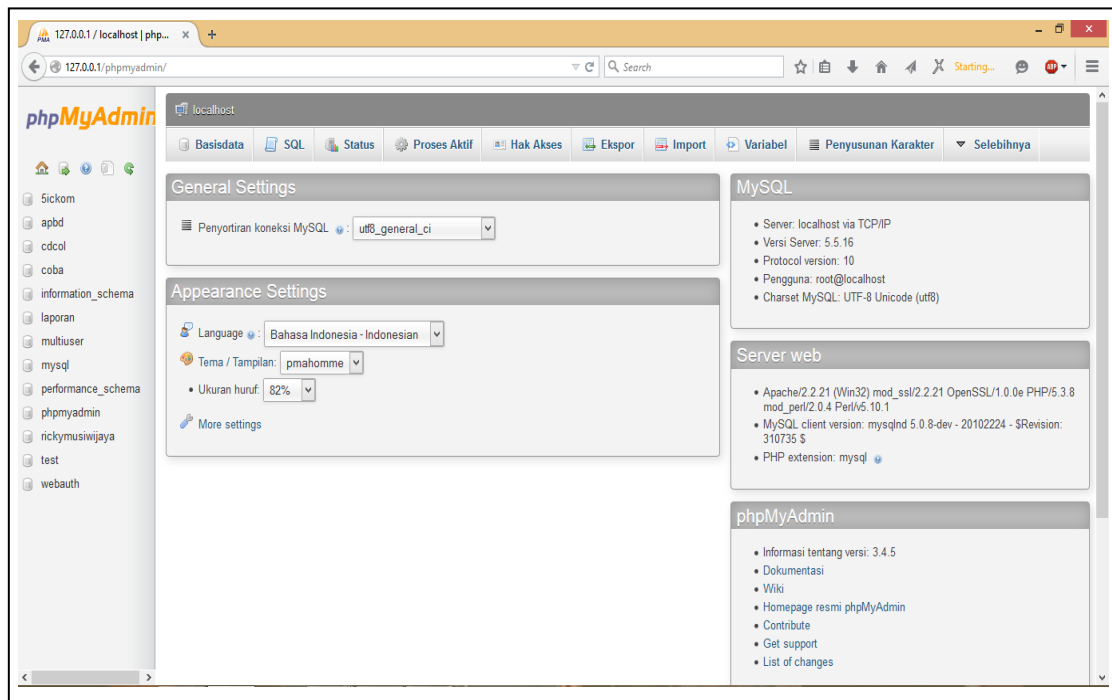 127.0.0.1 / localhost | php...
127.0.0.1/phpmyadmin/
Search
Starting...
ABP
phpMyAdmin
5ickom
apbd
cdcol
coba
information_schema
laporan
multiuser
mysql
performance_schema
phpmyadmin
rickymusiwijaya
test
webauth
localhost
Basisdata SQL Status Proses Aktif Hak Akses Ekspor Import Variabel Penyusunan Karakter Selebihnya
General Settings
Penyortiran koneksi MySQL : utf8_general_ci
Appearance Settings
Language : Bahasa Indonesia - Indonesian
Tema / Tampilan: pmahomme
• Ukuran huruf: 82%
More settings
MySQL
• Server: localhost via TCP/IP
• Versi Server: 5.5.16
• Protocol version: 10
• Pengguna: root@localhost
• Charset MySQL: UTF-8 Unicode (utf8)
Server web
• Apache/2.2.21 (Win32) mod_ssl/2.2.21 OpenSSL/1.0.0e PHP/5.3.8
mod_perl/2.0.4 Perl/v5.10.1
• MySQL client version: mysqlnd 5.0.8-dev - 20102224 - $Revision:
310735 $
• PHP extension: mysql
phpMyAdmin
• Informasi tentang versi: 3.4.5
• Dokumentasi
• Wiki
• Homepage resmi phpMyAdmin
• Contribute
• Get support
• List of changes